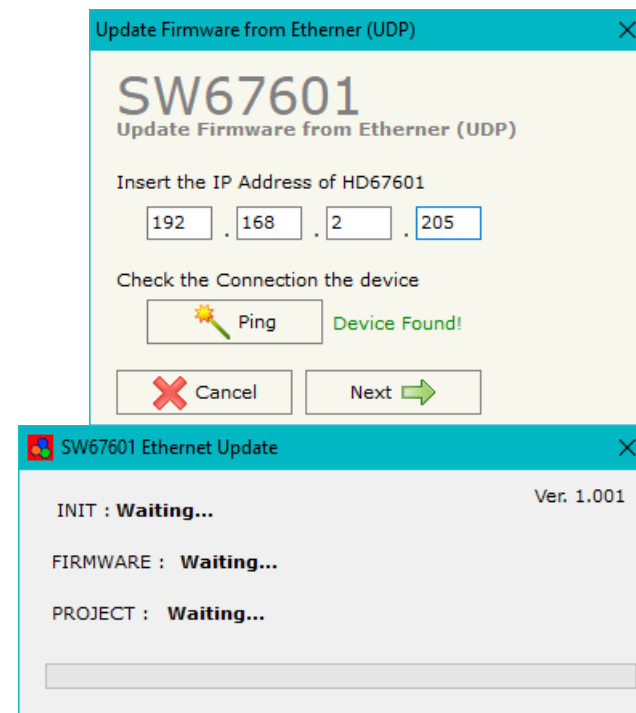 Update Firmware from Etherner (UDP)
SW67601
Update Firmware from Etherner (UDP)
Insert the IP Address of HD67601
192 . 168 . 2 . 205
Check the Connection the device
Ping Device Found!
Cancel Next
SW67601 Ethernet Update
Ver. 1.001
INIT : Waiting...
FIRMWARE : Waiting...
PROJECT : Waiting...